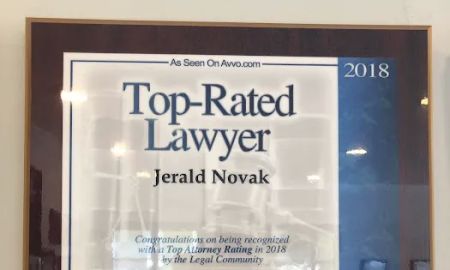 As Seen On Avvo.com
2018
Top-Rated
Lawyer
Jerald Novak
Congratulations on being recognized
with a Top Attorney Rating in 2018
by the Legal Community